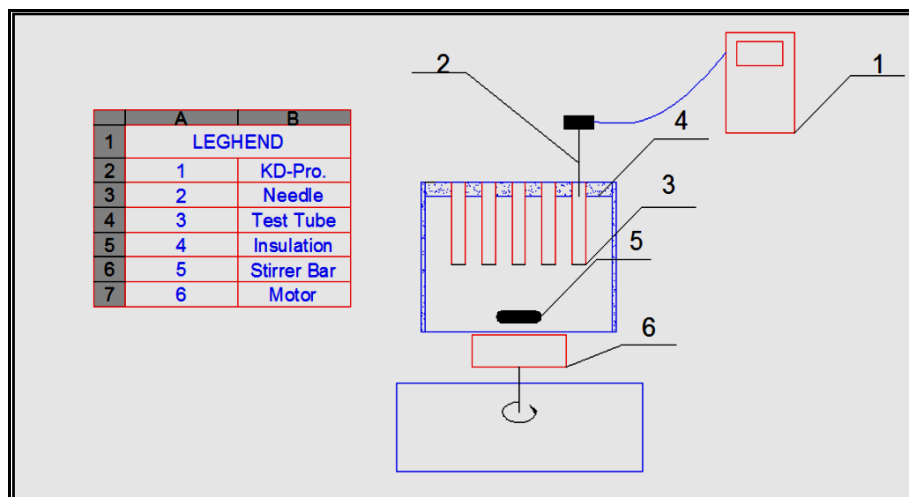 A B
1 LEGHEND
2 1 KD-Pro.
3 2 Needle
4 3 Test Tube
5 4 Insulation
6 5 Stirrer Bar
7 6 Motor
2
1
4
3
5
6